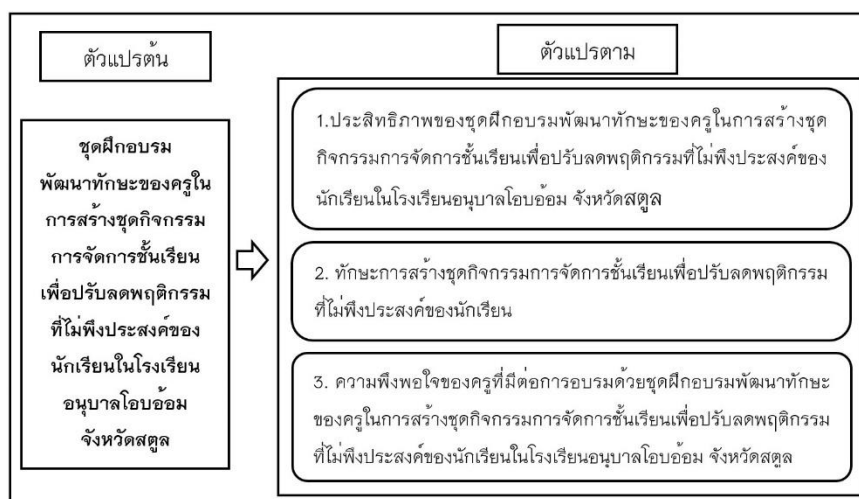 ตัวแปรต้น
ชุดฝึกอบรม
พัฒนาทักษะของครูใน
การสร้างชุดกิจกรรม
การจัดการชั้นเรียน
เพื่อปรับลดพฤติกรรม
ที่ไม่พึงประสงค์ของ
นักเรียนในโรงเรียน
อนุบาลโอบอ้อม
จังหวัดสตูล
ตัวแปรตาม
1.ประสิทธิภาพของชุดฝึกอบรมพัฒนาทักษะของครูในการสร้างชุด
กิจกรรมการจัดการชั้นเรียนเพื่อปรับลดพฤติกรรมที่ไม่พึงประสงค์ของ
นักเรียนในโรงเรียนอนุบาลโอบอ้อม จังหวัดสตูล
2. ทักษะการสร้างชุดกิจกรรมการจัดการชั้นเรียนเพื่อปรับลดพฤติกรรม
ที่ไม่พึงประสงค์ของนักเรียน
3. ความพึงพอใจของครูที่มีต่อการอบรมด้วยชุดฝึกอบรมพัฒนาทักษะ
ของครูในการสร้างชุดกิจกรรมการจัดการชั้นเรียนเพื่อปรับลดพฤติกรรม
ที่ไม่พึงประสงค์ของนักเรียนในโรงเรียนอนุบาลโอบอ้อม จังหวัดสตูล